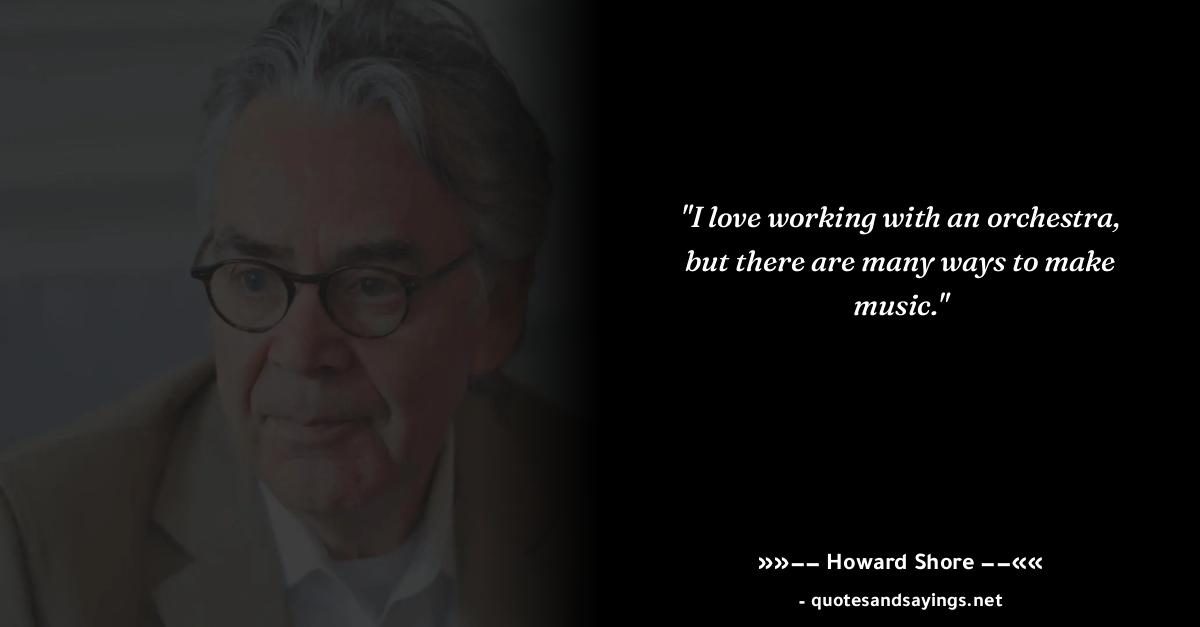 "I love working with an orchestra,
but there are many ways to make
music."
»»−− Howard Shore −−««
- quotesandsayings.net